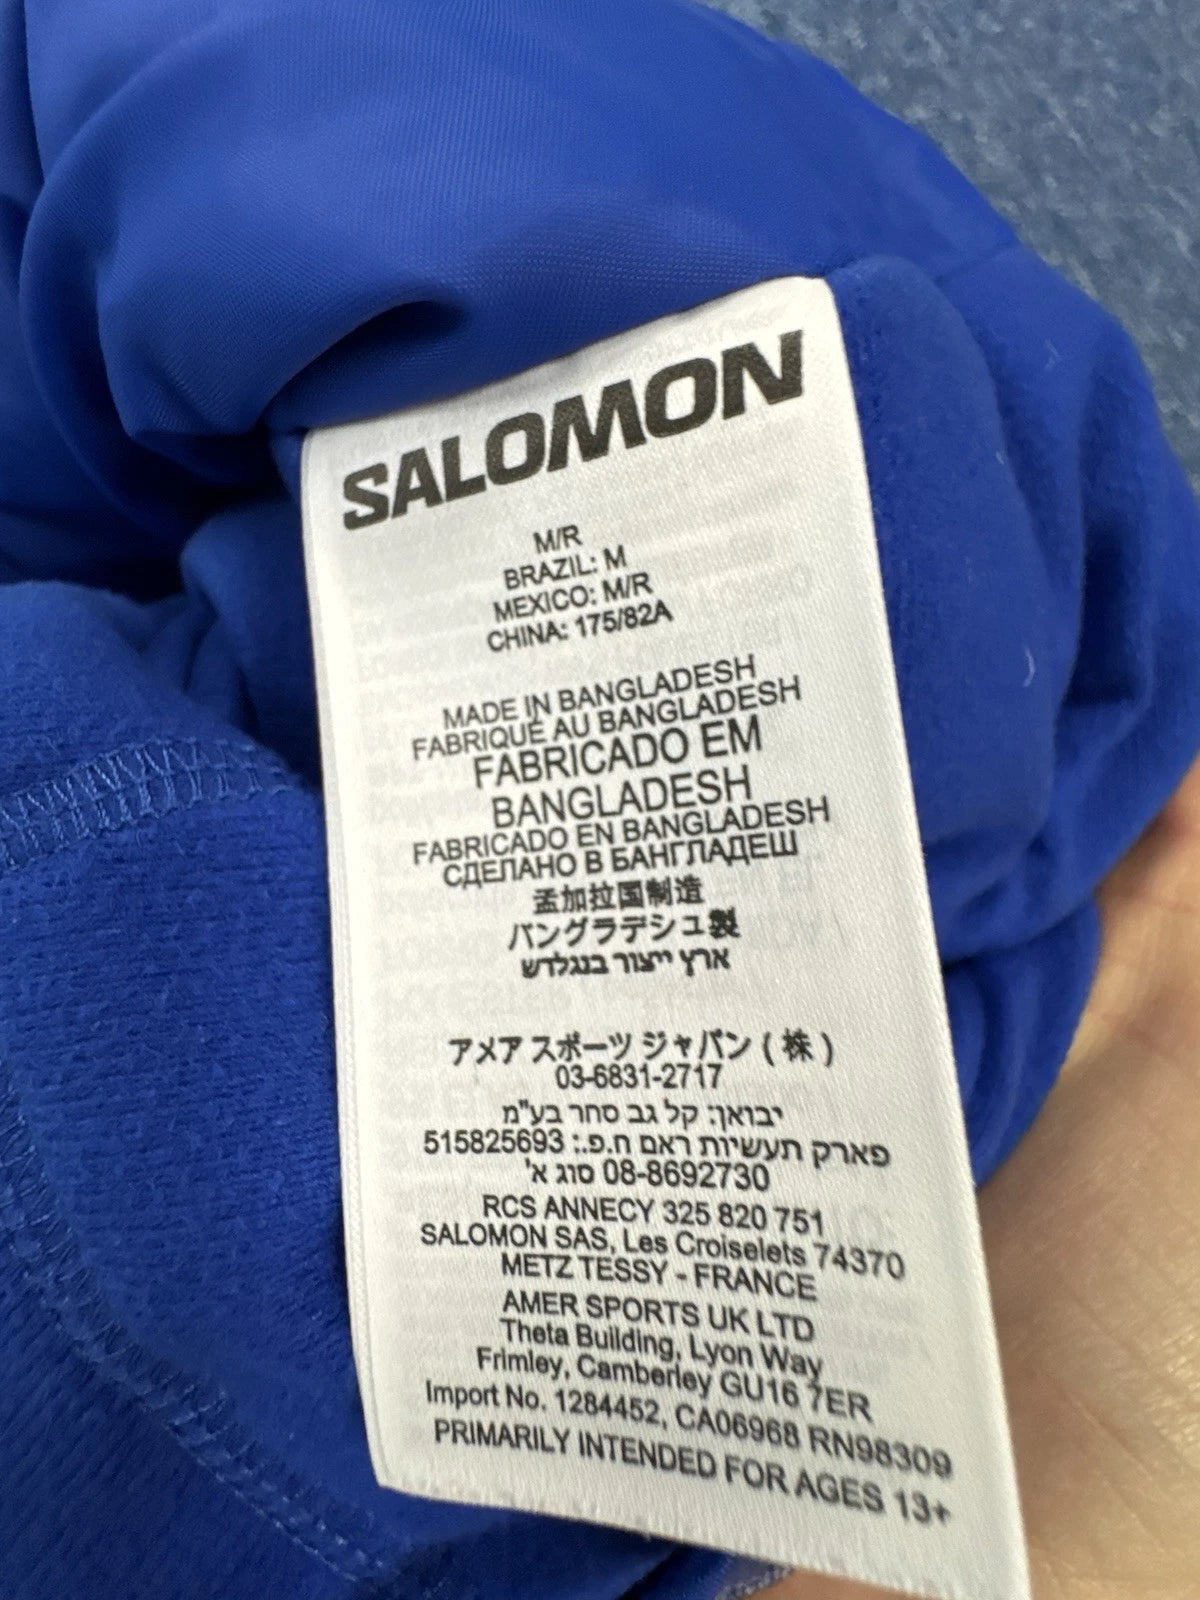 SALOMON
M/R
BRAZIL: M
MEXICO: M/R
CHINA: 175/82A
MADE IN BANGLADESH
FABRIQUÉ AU BANGLADESH
FABRICADO EM
BANGLADESH
FABRICADO EN BANGLADESH
СДЕЛАНО В БАНГЛАДЕШ
孟加拉国制造
バングラデシュ製
ארץ ייצור בנגלדש
アメア スポーツ ジャパン ( 株 )
03-6831-2717
יבואן: קל גב סחר בע"מ
פארק תעשיות ראם ח.פ.: 515825693
08-8692730 סוג א'
RCS ANNECY 325 820 751
SALOMON SAS, Les Croiselets 74370
METZ TESSY - FRANCE
AMER SPORTS UK LTD
Theta Building, Lyon Way
Frimley, Camberley GU16 7ER
Import No. 1284452, CA06968 RN98309
PRIMARILY INTENDED FOR AGES 13+